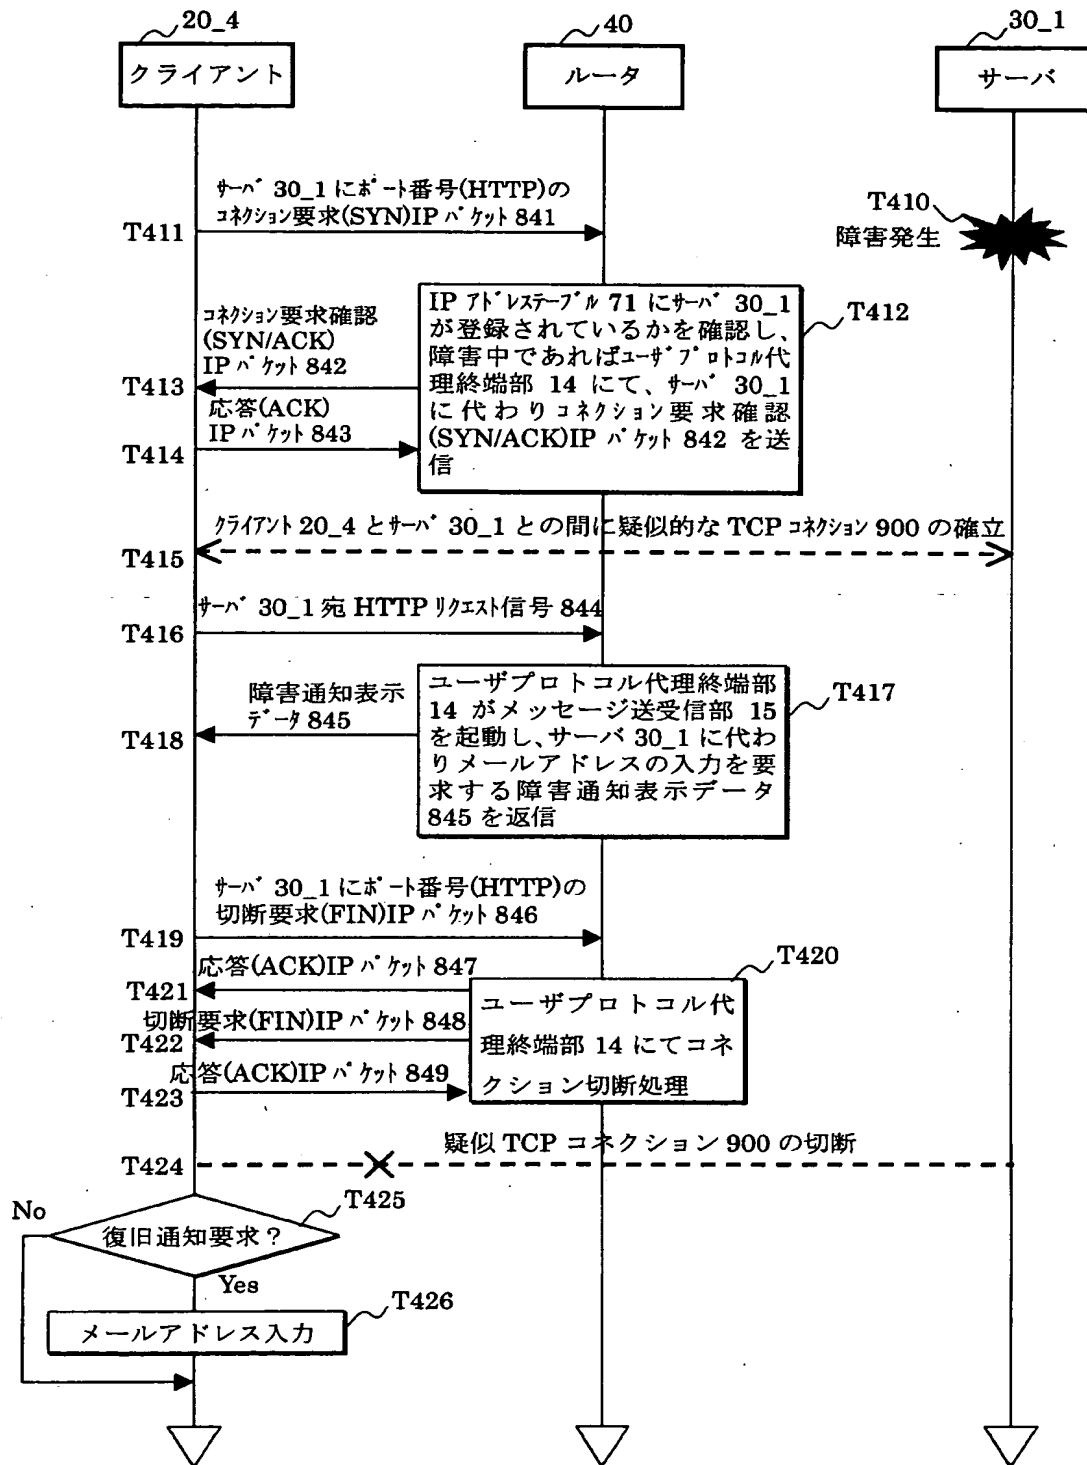 20_4
40
30_1
クライアント
ルータ
サーバ
サーバ 30_1 にポート番号(HTTP)の
コネクション要求(SYN)IP パケット 841
T411
T410
障害発生
IP アドレステーブル 71 にサーバ 30_1
が登録されているかを確認し、
障害中であればユーザプロトコル代
理終端部 14 にて、サーバ 30_1
に代わりコネクション要求確認
(SYN/ACK)IP パケット 842 を送
信
T412
コネクション要求確認
(SYN/ACK)
IP パケット 842
T413
応答(ACK)
IP パケット 843
T414
クライアント 20_4 とサーバ 30_1 との間に疑似的な TCP コネクション 900 の確立
T415
サーバ 30_1 宛 HTTP リクエスト信号 844
T416
ユーザプロトコル代理終端部
14 がメッセージ送受信部 15
を起動し、サーバ 30_1 に代わ
りメールアドレスの入力を要
求する障害通知表示データ
845 を返信
T417
障害通知表示
データ 845
T418
サーバ 30_1 にポート番号(HTTP)の
切断要求(FIN)IP パケット 846
T419
T420
応答(ACK)IP パケット 847
T421
ユーザプロトコル代
理終端部 14 にてコネ
クション切断処理
切断要求(FIN)IP パケット 848
T422
応答(ACK)IP パケット 849
T423
疑似 TCP コネクション 900 の切断
T424
T425
No
復旧通知要求？
Yes
T426
メールアドレス入力